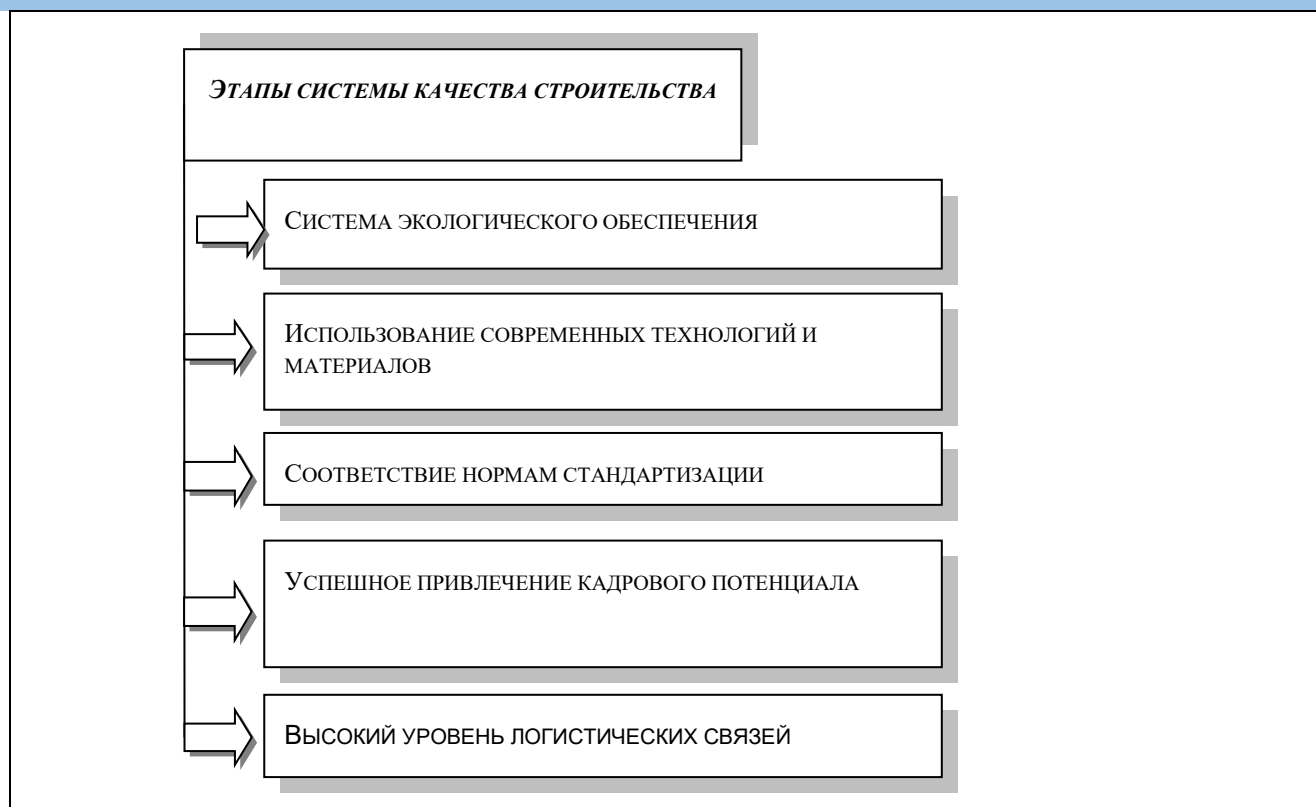 Этапы системы качества строительства
Система экологического обеспечения
Использование современных технологий и
материалов
Соответствие нормам стандартизации
Успешное привлечение кадрового потенциала
Высокий уровень логистических связей